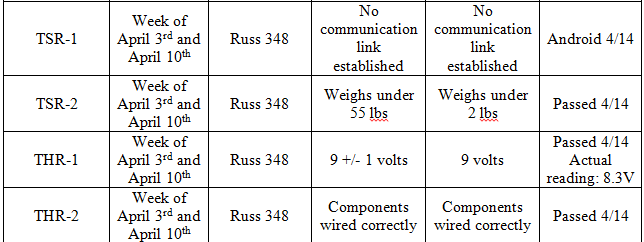 TSR-1
Week of
April 3rd and
April 10th
Russ 348
No
communication
link
established
No
communication
link
established
Android 4/14
TSR-2
Week of
April 3rd and
April 10th
Russ 348
Weighs under
55 lbs
Weighs under
2 lbs
Passed 4/14
THR-1
Week of
April 3rd and
April 10th
Russ 348
9 +/- 1 volts
9 volts
Passed 4/14
Actual
reading: 8.3V
THR-2
Week of
April 3rd and
April 10th
Russ 348
Components
wired correctly
Components
wired correctly
Passed 4/14